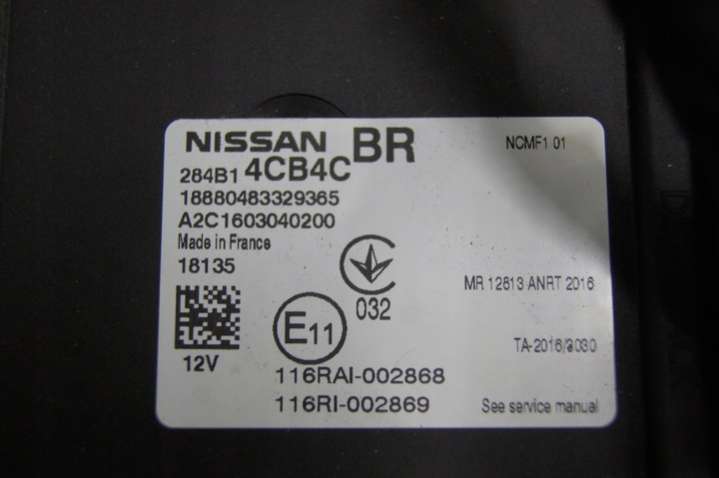 NISSAN BR
NCMF1 01
284B1 4CB4C
18880483329365
A2C1603040200
Made in France
18135
032
MR 12813 ANRT 2016
E11
TA-2016/3030
12V
116RAI-002868
116RI-002869
See service manual